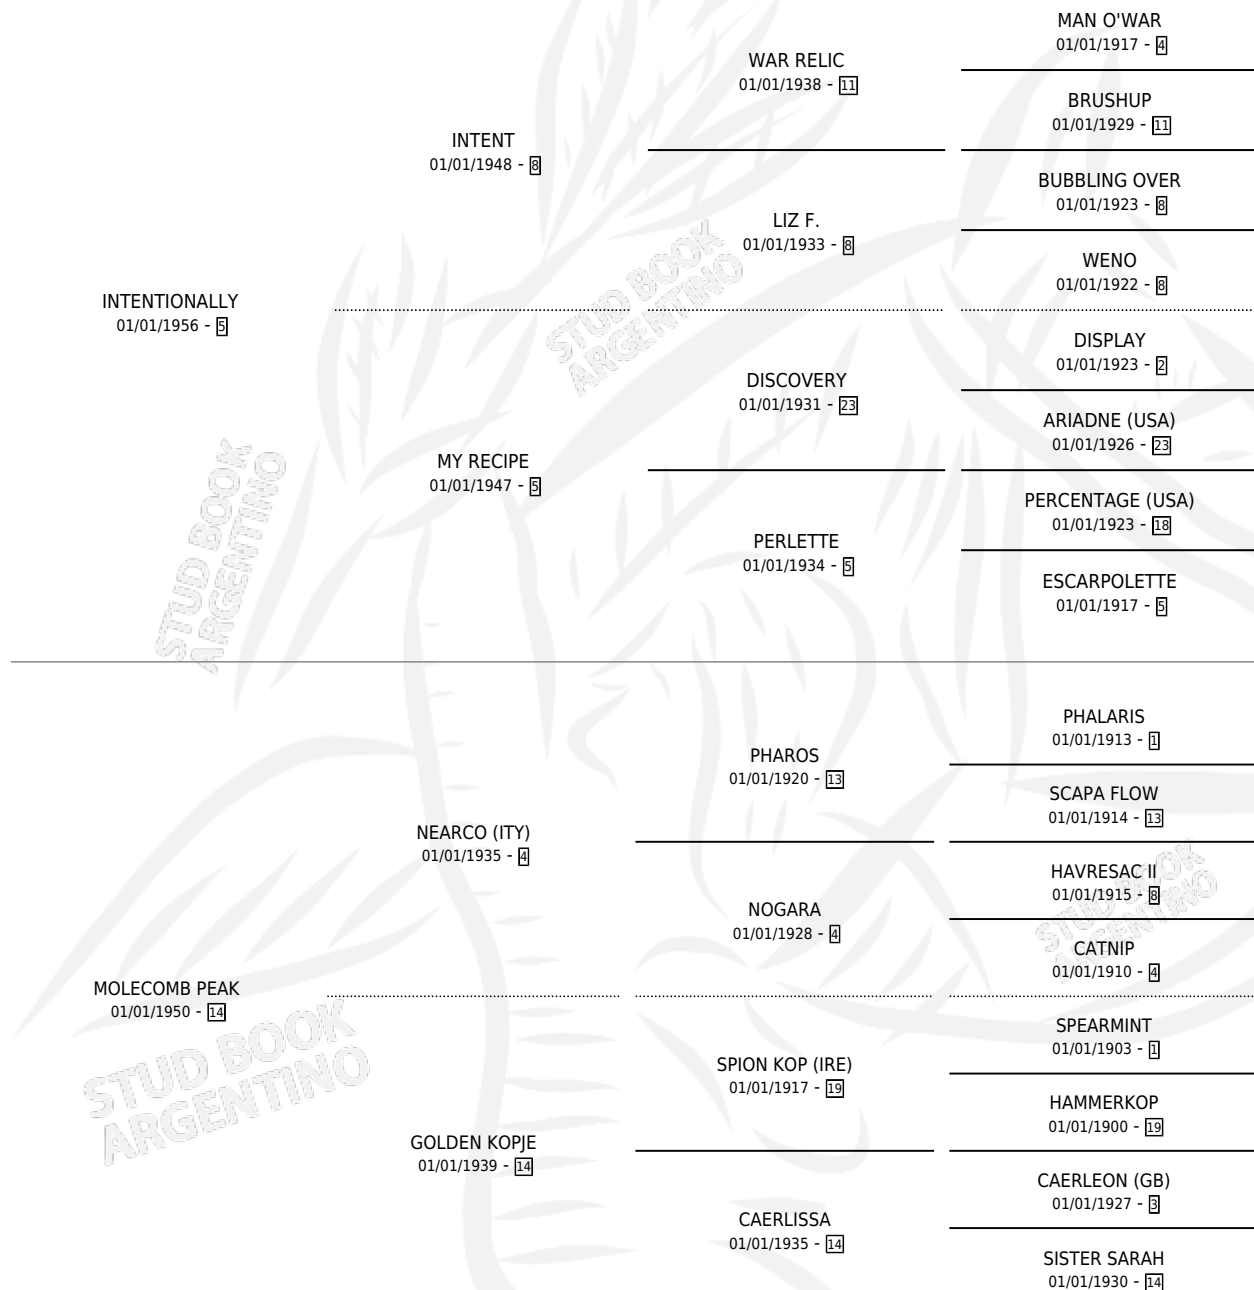 MAN O'WAR
01/01/1917 - 4
WAR RELIC
01/01/1938 - 11
BRUSHUP
01/01/1929 - 11
INTENT
01/01/1948 - 8
BUBBLING OVER
01/01/1923 - 8
LIZ F.
01/01/1933 - 8
WENO
01/01/1922 - 8
INTENTIONALLY
01/01/1956 - 5
DISPLAY
01/01/1923 - 2
DISCOVERY
01/01/1931 - 23
ARIADNE (USA)
01/01/1926 - 23
MY RECIPE
01/01/1947 - 5
PERCENTAGE (USA)
01/01/1923 - 18
PERLETTE
01/01/1934 - 5
ESCARPOLETTE
01/01/1917 - 5
PHALARIS
01/01/1913 - 1
PHAROS
01/01/1920 - 13
SCAPA FLOW
01/01/1914 - 13
NEARCO (ITY)
01/01/1935 - 4
HAVRESAC II
01/01/1915 - 8
NOGARA
01/01/1928 - 4
CATNIP
01/01/1910 - 4
MOLECOMB PEAK
01/01/1950 - 14
SPEARMINT
01/01/1903 - 1
SPION KOP (IRE)
01/01/1917 - 19
HAMMERKOP
01/01/1900 - 19
GOLDEN KOPJE
01/01/1939 - 14
CAERLEON (GB)
01/01/1927 - 3
CAERLISSA
01/01/1935 - 14
SISTER SARAH
01/01/1930 - 14
STUD BOOK
ARGENTINO
STUD BOOK
ARGENTINO
STUD BOOK
ARGENTINO
STUD BOOK
ARGENTINO